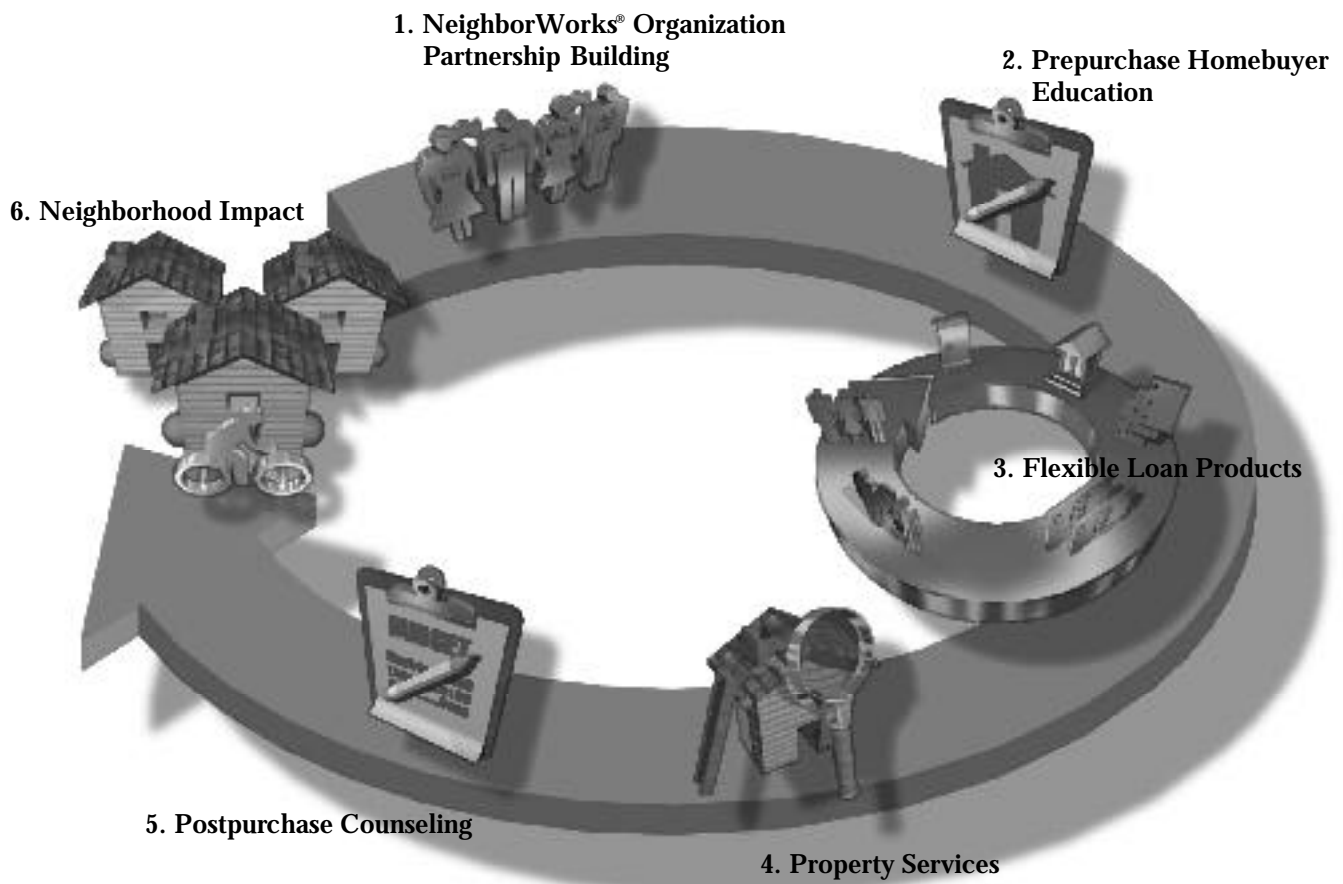 1. NeighborWorks® Organization
Partnership Building
2. Prepurchase Homebuyer
Education
6. Neighborhood Impact
3. Flexible Loan Products
BUDGET
5. Postpurchase Counseling
4. Property Services